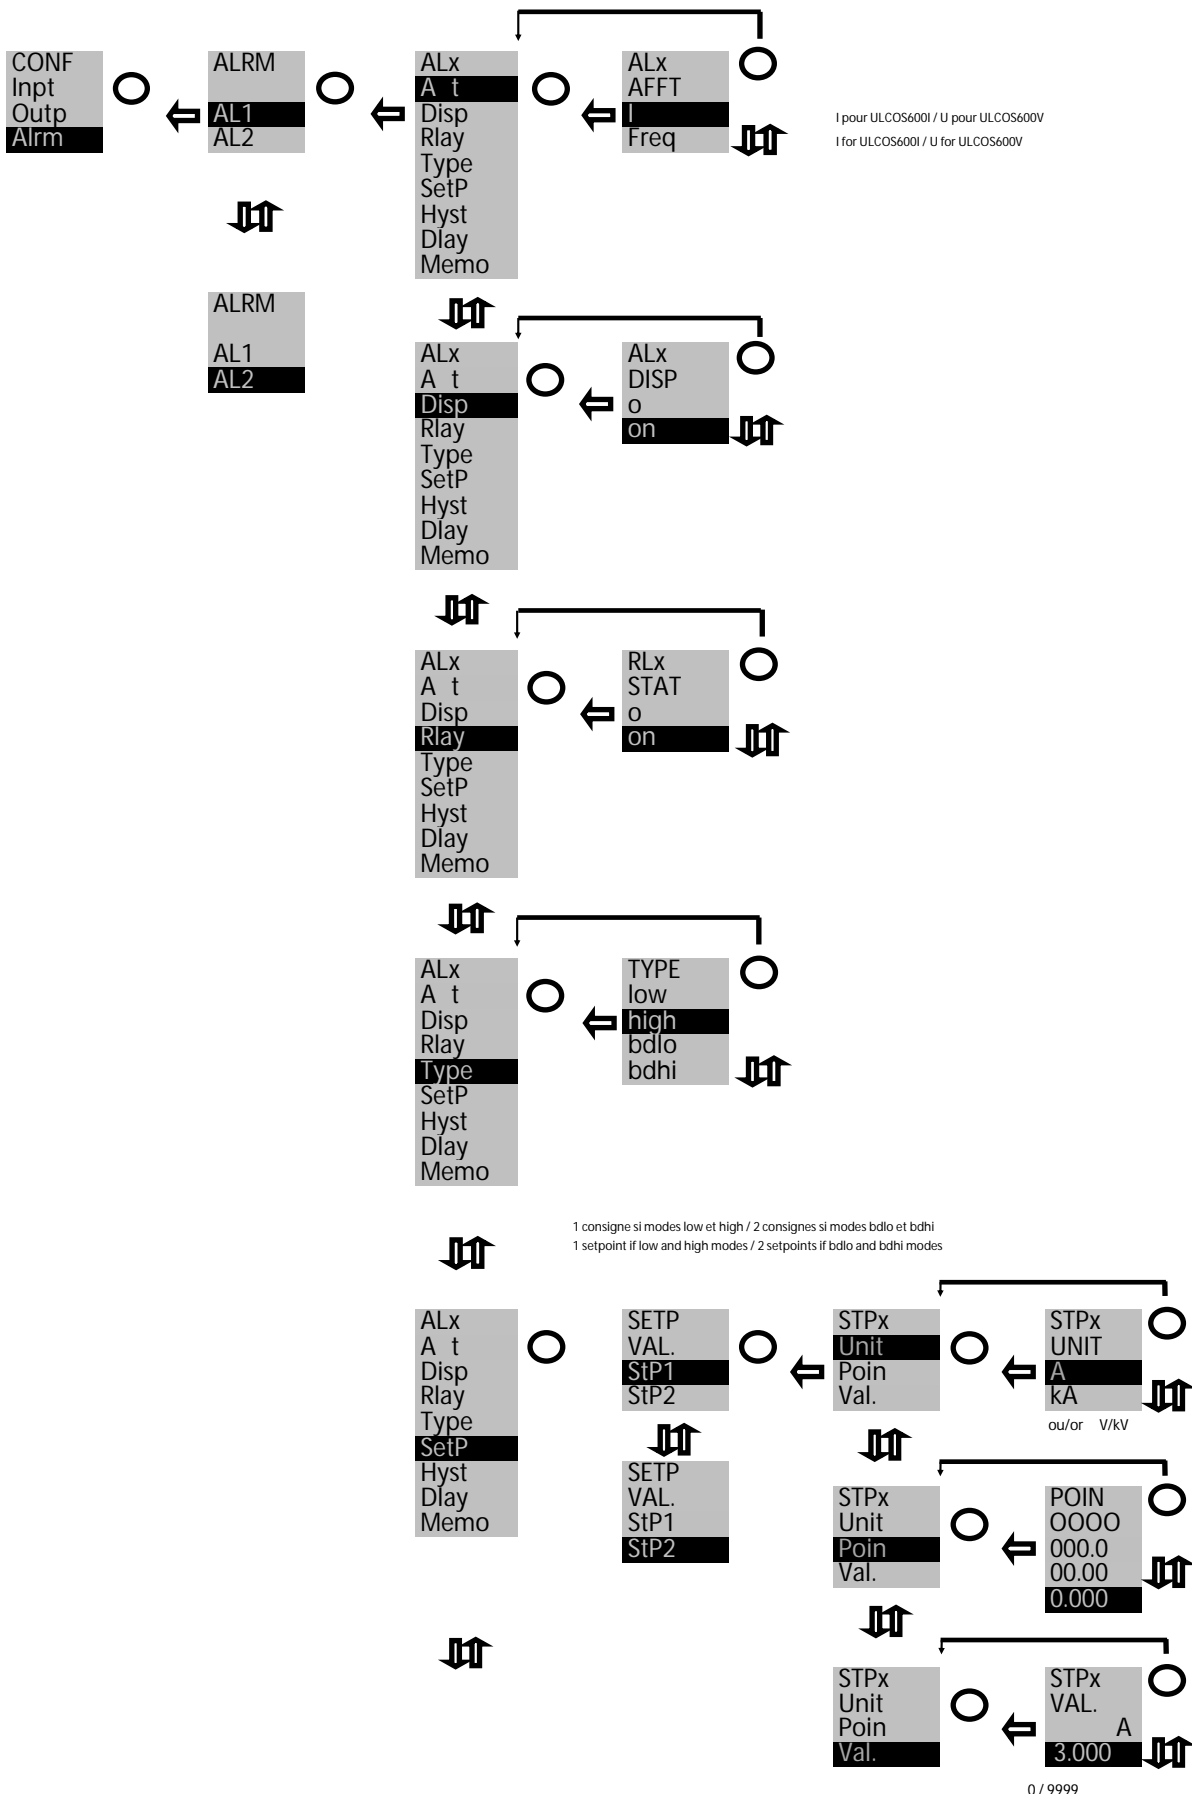 CONF
Inpt
Outp
Alrm
ALRM
AL1
AL2
ALx
A t
Disp
Rlay
Type
SetP
Hyst
Dlay
Memo
ALx
AFFT
I
Freq
I pour ULCOS600I / U pour ULCOS600V
I for ULCOS600I / U for ULCOS600V
ALRM
AL1
AL2
ALx
A t
Disp
Rlay
Type
SetP
Hyst
Dlay
Memo
ALx
DISP
o
on
ALx
A t
Disp
Rlay
Type
SetP
Hyst
Dlay
Memo
RLx
STAT
o
on
ALx
A t
Disp
Rlay
Type
SetP
Hyst
Dlay
Memo
TYPE
low
high
bdlo
bdhi
1 consigne si modes low et high / 2 consignes si modes bdlo et bdhi
1 setpoint if low and high modes / 2 setpoints if bdlo and bdhi modes
ALx
A t
Disp
Rlay
Type
SetP
Hyst
Dlay
Memo
SETP
VAL.
StP1
StP2
STPx
Unit
Poin
Val.
STPx
UNIT
A
kA
ou/or V/kV
SETP
VAL.
StP1
StP2
STPx
Unit
Poin
Val.
POIN
OOOO
000.0
00.00
0.000
STPx
Unit
Poin
Val.
STPx
VAL.
A
3.000
0 / 9999